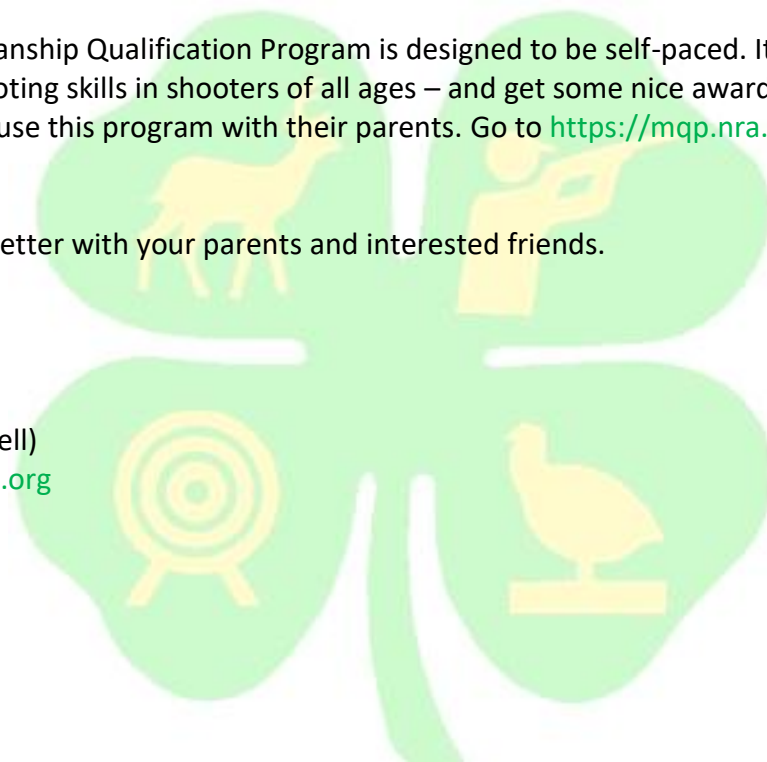 anship Qualification Program is designed to be self-paced. It
oting skills in shooters of all ages – and get some nice award
use this program with their parents. Go to https://mqp.nra.
etter with your parents and interested friends.
ell)
.org